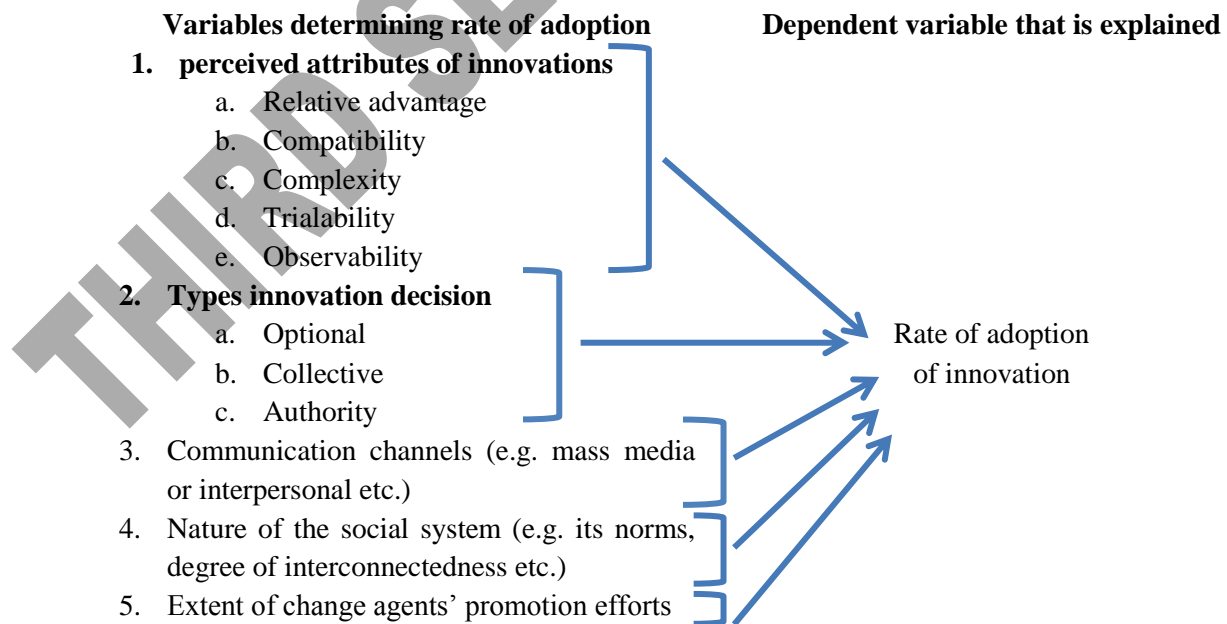 Variables determining rate of adoption Dependent variable that is explained
1. perceived attributes of innovations
a. Relative advantage
b. Compatibility
c. Complexity
d. Trialability
e. Observability
2. Types innovation decision
a. Optional
b. Collective
c. Authority
Rate of adoption
of innovation
3. Communication channels (e.g. mass media
or interpersonal etc.)
4. Nature of the social system (e.g. its norms,
degree of interconnectedness etc.)
5. Extent of change agents’ promotion efforts
THIRD